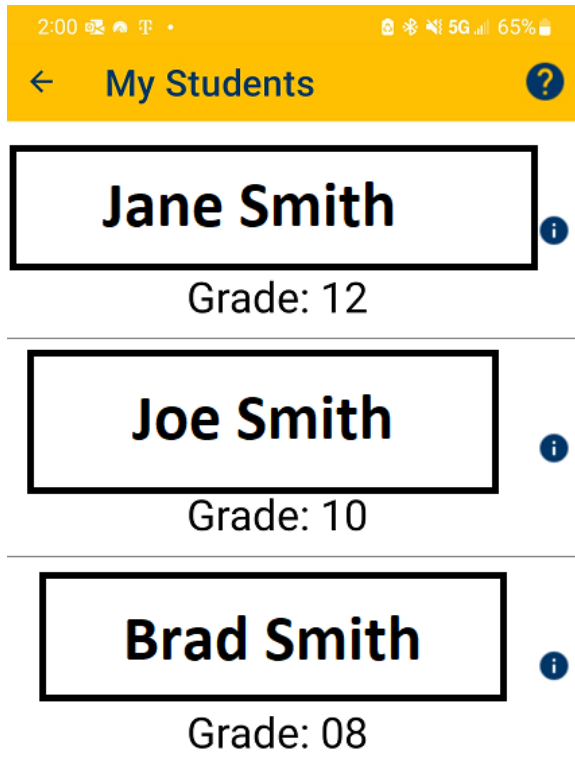 2:00 5G 65%
My Students
Jane Smith
Grade: 12
Joe Smith
Grade: 10
Brad Smith
Grade: 08